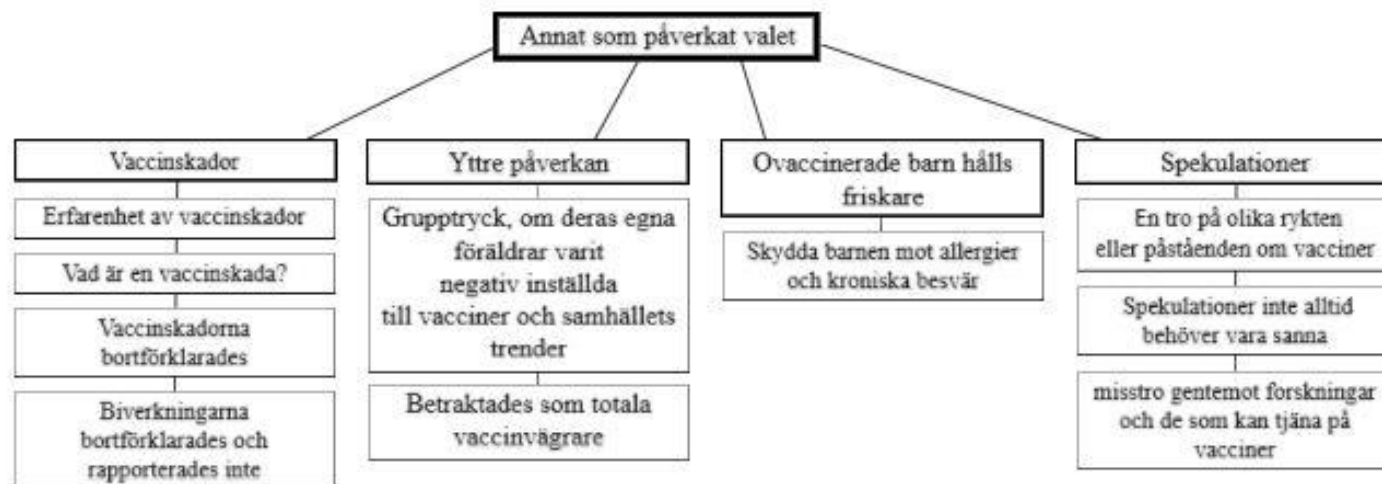 Annat som påverkat valet
Vaccinskador
Erfarenhet av vaccinskador
Vad är en vaccinskada?
Vaccinskadorna
bortförklarades
Biverkningarna
bortförklarades och
rapporterades inte
Yttre påverkan
Grupptryck, om deras egna
föräldrar varit
negativ inställda
till vacciner och samhällets
trender
Betraktades som totala
vaccinvägrare
Ovaccinerade barn hålls
friskare
Skydda barnen mot allergier
och kroniska besvär
Spekulationer
En tro på olika rykten
eller påståenden om vacciner
Spekulationer inte alltid
behöver vara sanna
misstro gentemot forskningar
och de som kan tjäna på
vacciner